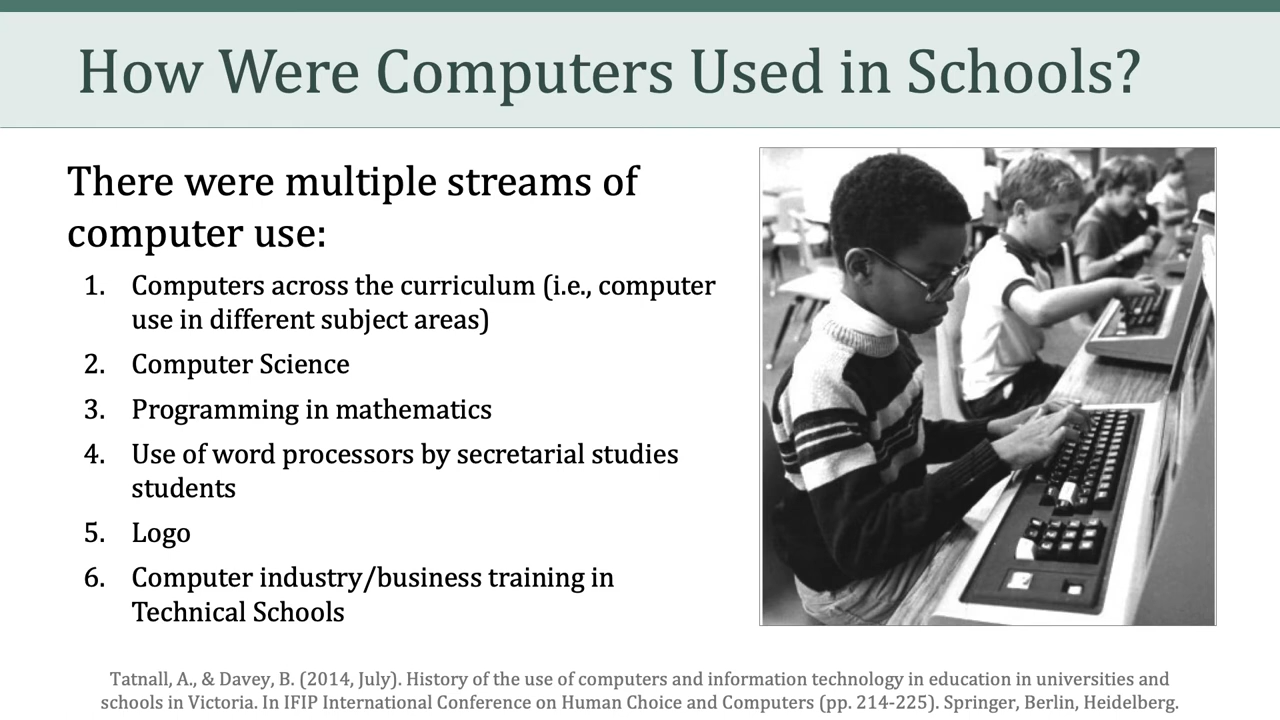 How Were Computers Used in Schools?
There were multiple streams of
computer use:
1. Computers across the curriculum (i.e., computer
use in different subject areas)
2. Computer Science
3. Programming in mathematics
4. Use of word processors by secretarial studies
students
5. Logo
6. Computer industry/business training in
Technical Schools
Tatnall, A., & Davey, B. (2014, July). History of the use of computers and information technology in education in universities and
schools in Victoria. In IFIP International Conference on Human Choice and Computers (pp. 214-225). Springer, Berlin, Heidelberg.